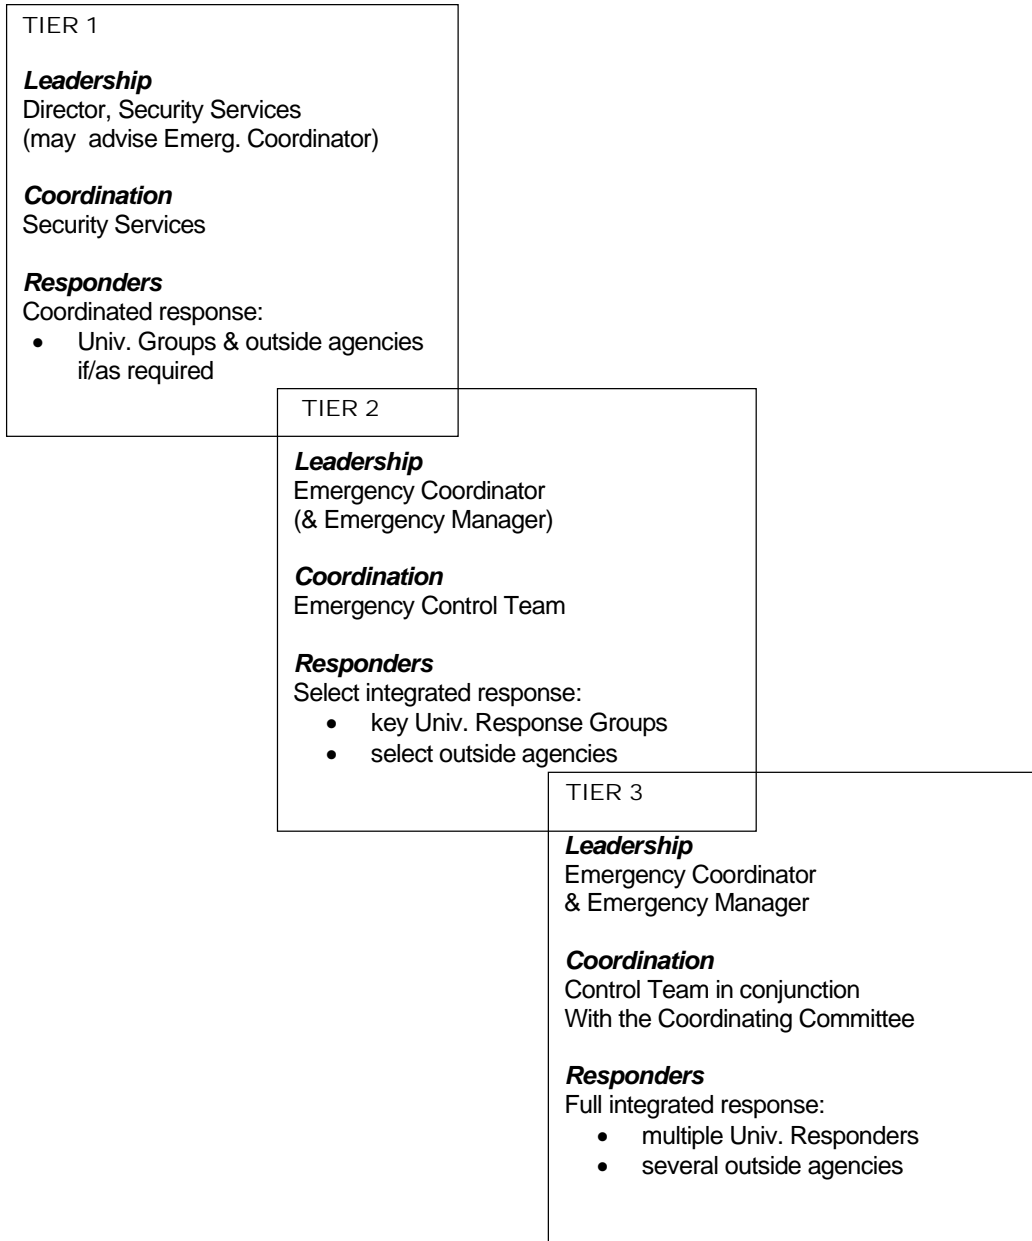 TIER 1
Leadership
Director, Security Services
(may advise Emerg. Coordinator)
Coordination
Security Services
Responders
Coordinated response:
• Univ. Groups & outside agencies
if/as required
TIER 2
Leadership
Emergency Coordinator
(& Emergency Manager)
Coordination
Emergency Control Team
Responders
Select integrated response:
• key Univ. Response Groups
• select outside agencies
TIER 3
Leadership
Emergency Coordinator
& Emergency Manager
Coordination
Control Team in conjunction
With the Coordinating Committee
Responders
Full integrated response:
• multiple Univ. Responders
• several outside agencies